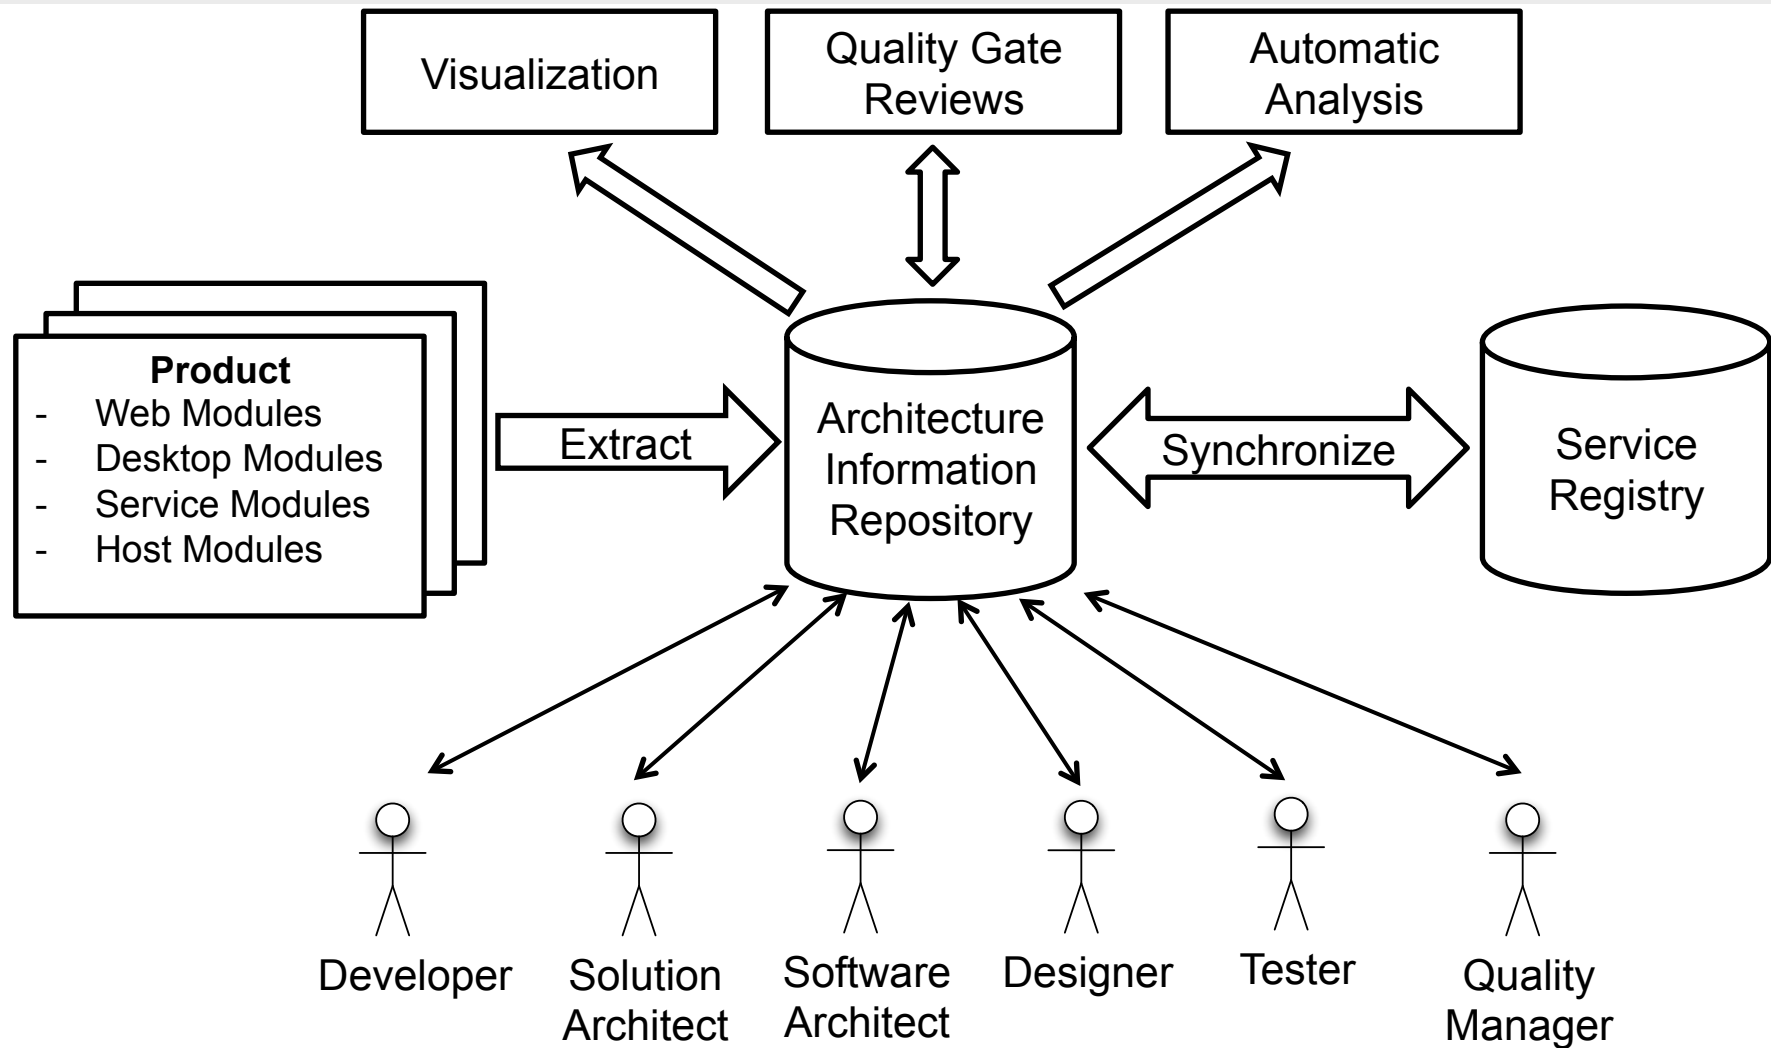 Visualization
Quality Gate
Reviews
Automatic
Analysis
Product
- Web Modules
- Desktop Modules
- Service Modules
- Host Modules
Extract
Architecture
Information
Repository
Synchronize
Service
Registry
Developer
Solution
Architect
Software
Architect
Designer
Tester
Quality
Manager